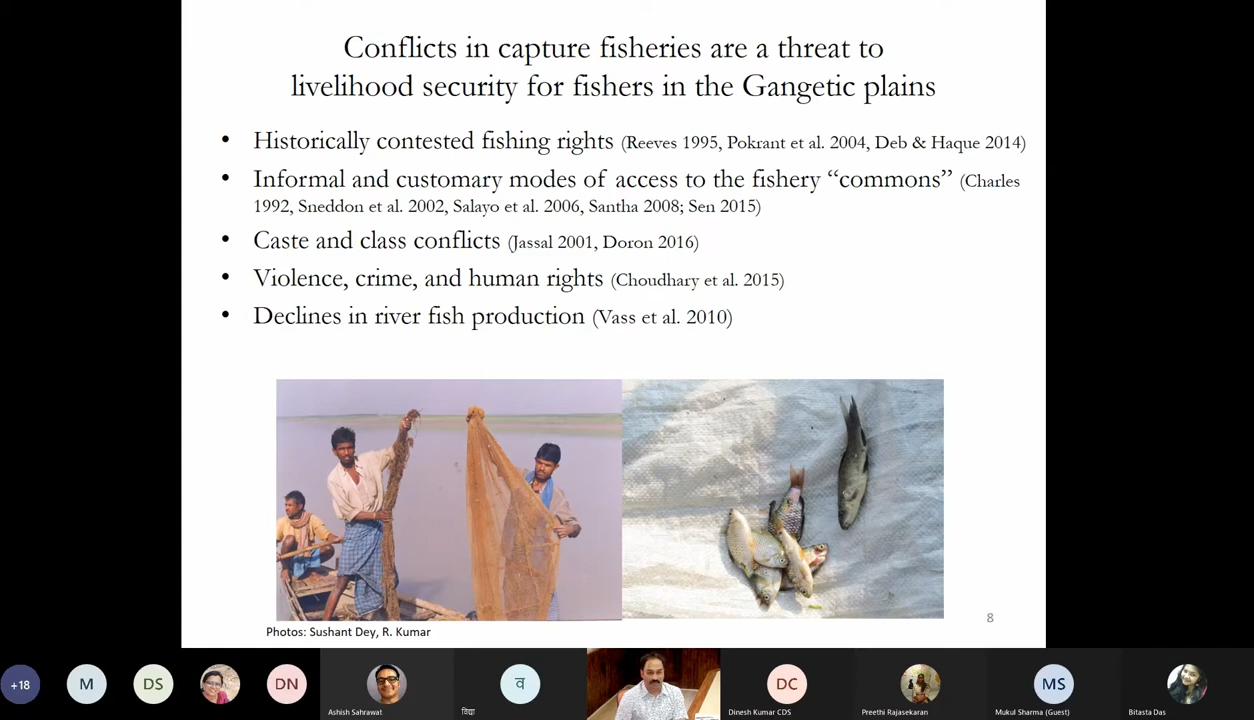 Conflicts in capture fisheries are a threat to
livelihood security for fishers in the Gangetic plains
• Historically contested fishing rights (Reeves 1995, Pokrant et al. 2004, Deb & Haque 2014)
• Informal and customary modes of access to the fishery “commons” (Charles
1992, Sneddon et al. 2002, Salayo et al. 2006, Santha 2008; Sen 2015)
• Caste and class conflicts (Jassal 2001, Doron 2016)
• Violence, crime, and human rights (Choudhary et al. 2015)
• Declines in river fish production (Vass et al. 2010)
Photos: Sushant Dey, R. Kumar
8
+18
M
DS
DN
व
DC
MS
Ashish Sahrawat
विद्या
Dinesh Kumar CDS
Preethi Rajasekaran
Mukul Sharma (Guest)
Bitasta Das